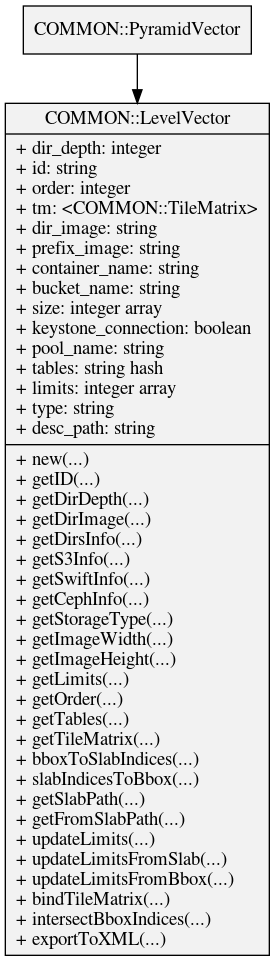 COMMON::PyramidVector
COMMON::LevelVector
+ dir_depth: integer
+ id: string
+ order: integer
+ tm: <COMMON::TileMatrix>
+ dir_image: string
+ prefix_image: string
+ container_name: string
+ bucket_name: string
+ size: integer array
+ keystone_connection: boolean
+ pool_name: string
+ tables: string hash
+ limits: integer array
+ type: string
+ desc_path: string
+ new(...)
+ getID(...)
+ getDirDepth(...)
+ getDirImage(...)
+ getDirsInfo(...)
+ getS3Info(...)
+ getSwiftInfo(...)
+ getCephInfo(...)
+ getStorageType(...)
+ getImageWidth(...)
+ getImageHeight(...)
+ getLimits(...)
+ getOrder(...)
+ getTables(...)
+ getTileMatrix(...)
+ bboxToSlabIndices(...)
+ slabIndicesToBbox(...)
+ getSlabPath(...)
+ getFromSlabPath(...)
+ updateLimits(...)
+ updateLimitsFromSlab(...)
+ updateLimitsFromBbox(...)
+ bindTileMatrix(...)
+ intersectBboxIndices(...)
+ exportToXML(...)